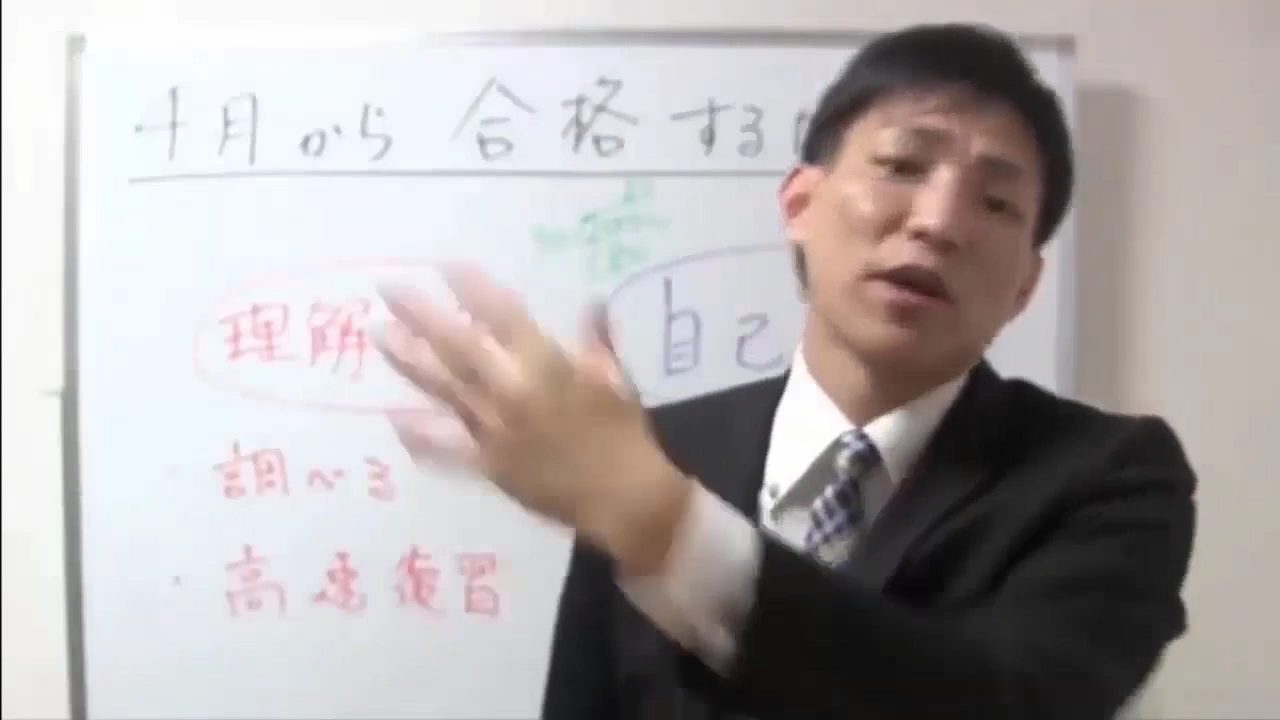 十月から合格する
理解
自己
・調べる
・高速復習